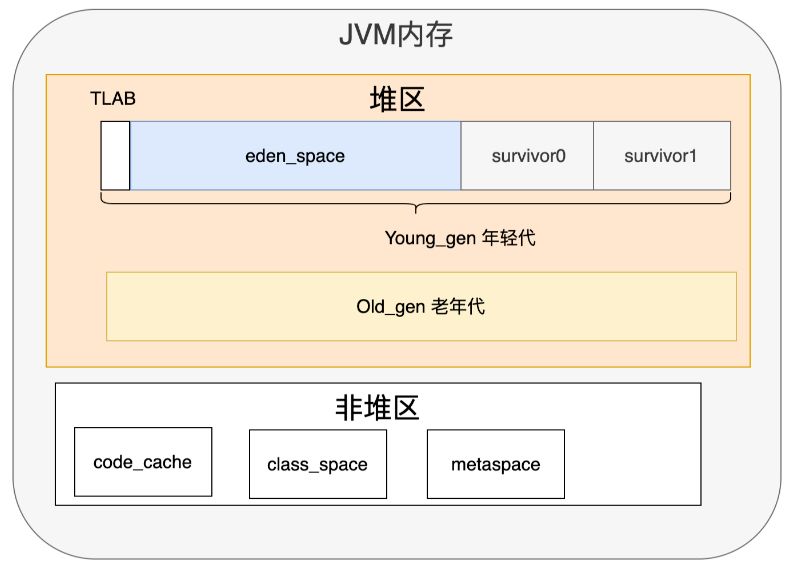 JVM内存
堆区
TLAB
eden_space
survivor0
survivor1
Young_gen 年轻代
Old_gen 老年代
非堆区
code_cache
class_space
metaspace